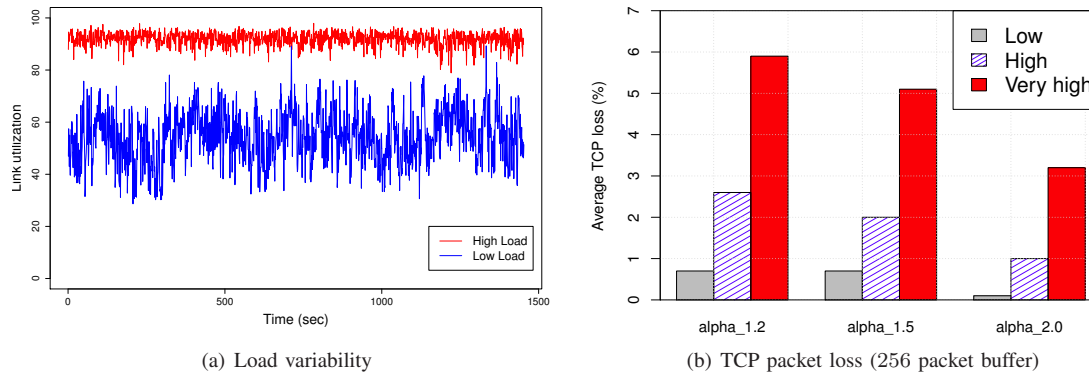 100
80
60
40
20
0
Link utilization
High Load
Low Load
0 500 1000 1500
Time (sec)
(a) Load variability
7
6
5
4
3
2
1
0
Average TCP loss (%)
Low
High
Very high
alpha_1.2 alpha_1.5 alpha_2.0
(b) TCP packet loss (256 packet buffer)